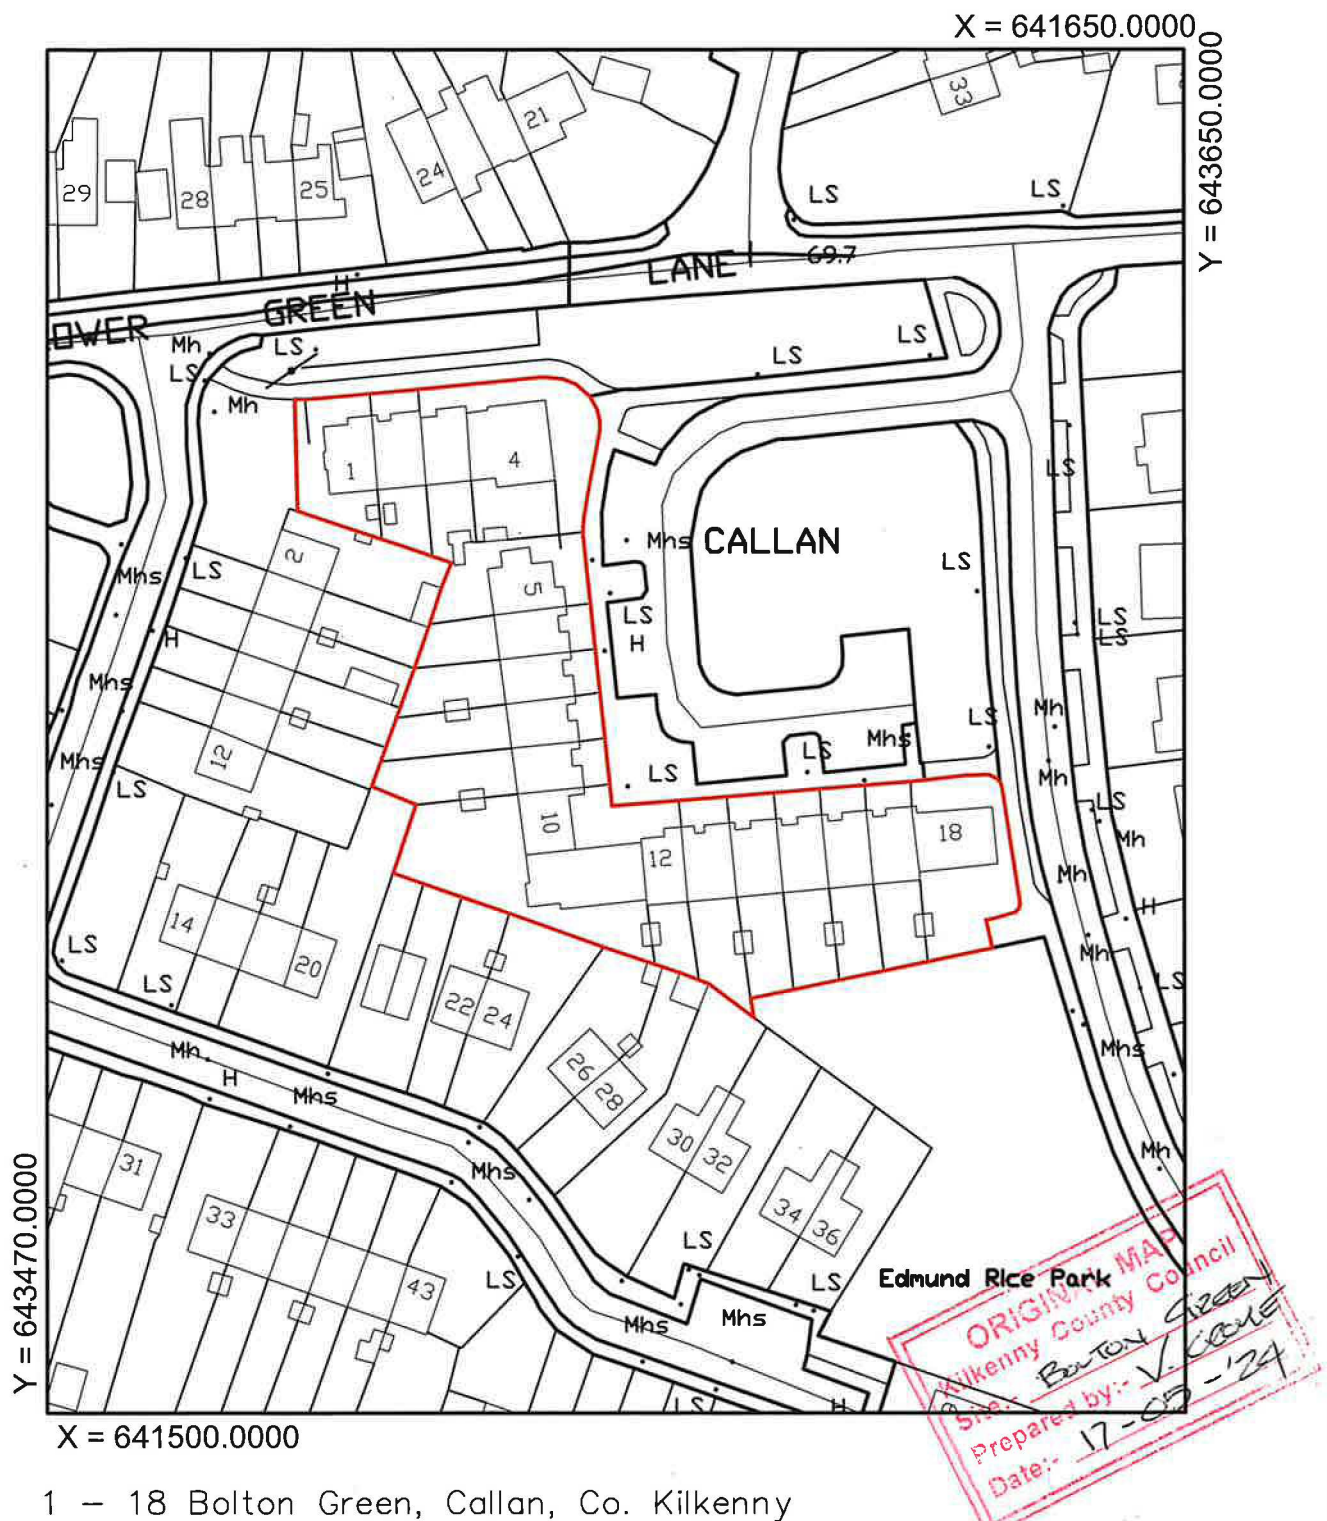 X = 641650.0000
Y = 643650.0000
33
21
24
29
28
25
LS
LS
69.7
LANE
H
GREEN
OWER
Mh
LS
LS
LS
LS
Mh
1
4
LS
Mhs
CALLAN
2
Mhs
LS
5
LS
LS
H
LS
LS
H
Mhs
Mh
LS
12
Mhs
LS
Mhs
LS
LS
Mh
LS
10
12
18
Mh
Mh
14
20
LS
H
LS
Mh
LS
22
24
Mh
H
Mhs
26
28
Mhs
30
32
31
Mhs
Mh
33
34
36
LS
43
LS
LS
Edmund Rice Park
Mhs
Mhs
LS
H
Y = 643470.0000
X = 641500.0000
ORIGINAL MAP
Kilkenny County Council
Site:- BOLTON GREEN
Prepared by:- V.
Date:- 17-05-'24
1 - 18 Bolton Green, Callan, Co. Kilkenny